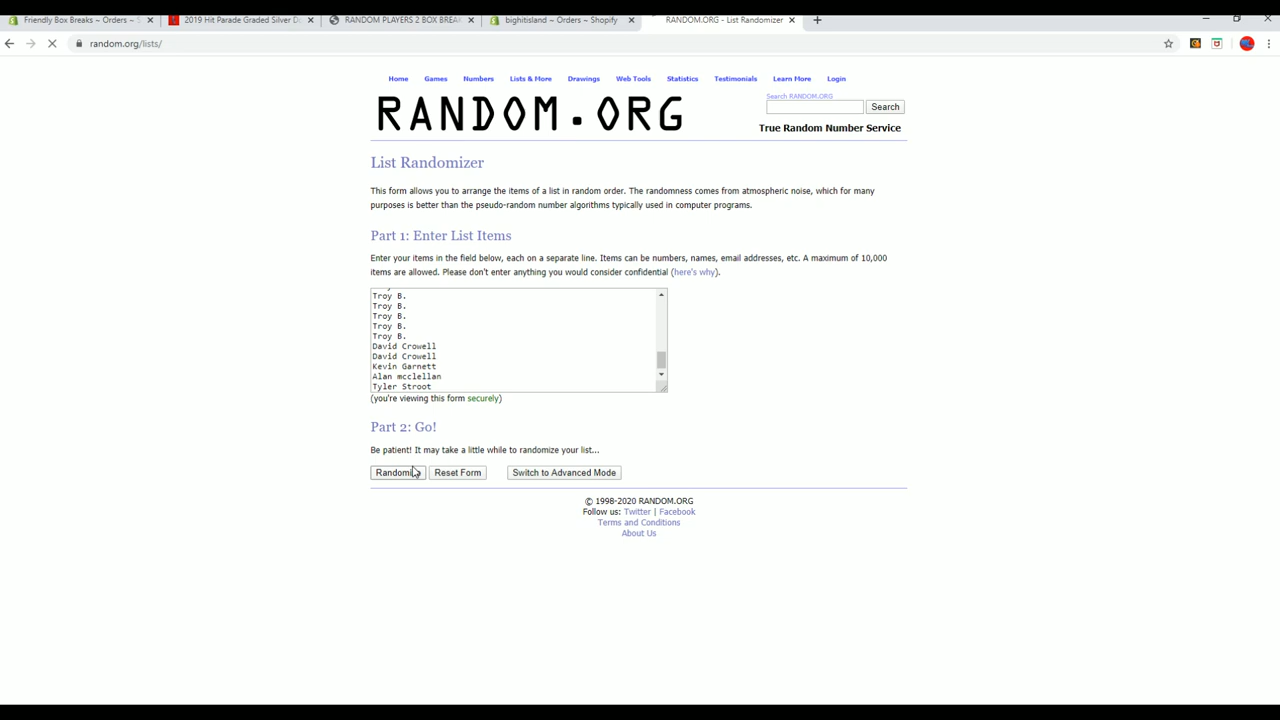 Friendly Box Breaks ~ Orders ~ S
2019 Hit Parade Graded Silver D
RANDOM PLAYERS 2 BOX BREA
bighitisland ~ Orders ~ Shopify
RANDOM.ORG - List Randomizer
random.org/lists/
Home Games Numbers Lists & More Drawings Web Tools Statistics Testimonials Learn More Login
RANDOM.ORG
Search RANDOM.ORG
Search
True Random Number Service
List Randomizer
This form allows you to arrange the items of a list in random order. The randomness comes from atmospheric noise, which for many
purposes is better than the pseudo-random number algorithms typically used in computer programs.
Part 1: Enter List Items
Enter your items in the field below, each on a separate line. Items can be numbers, names, email addresses, etc. A maximum of 10,000
items are allowed. Please don't enter anything you would consider confidential (here's why).
Troy B.
Troy B.
Troy B.
Troy B.
Troy B.
David Crowell
David Crowell
Kevin Garnett
Alan mcclellan
Tyler Stroot
(you're viewing this form securely)
Part 2: Go!
Be patient! It may take a little while to randomize your list...
Randomize Reset Form Switch to Advanced Mode
© 1998-2020 RANDOM.ORG
Follow us: Twitter | Facebook
Terms and Conditions
About Us